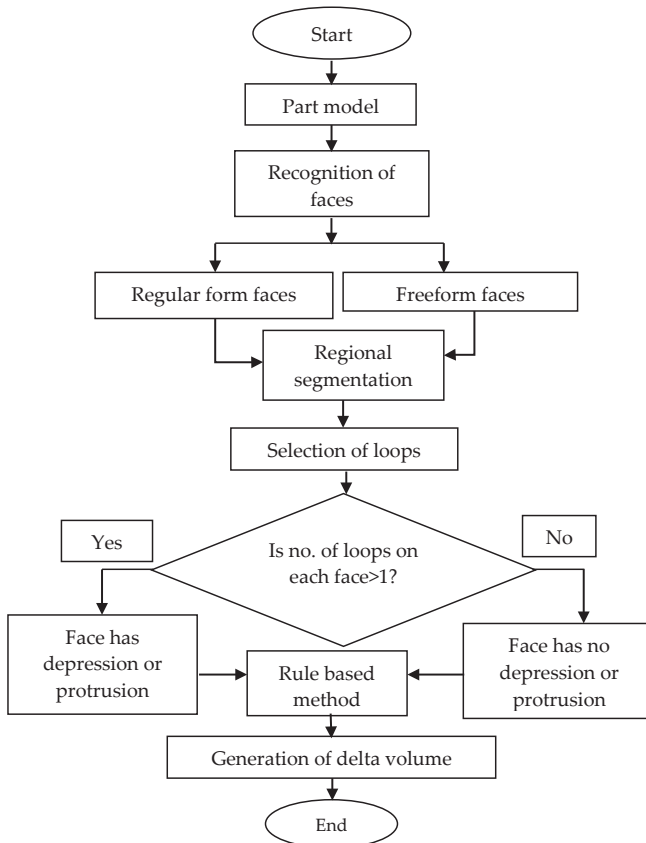 Start
Part model
Recognition of
faces
Regular form faces
Freeform faces
Regional
segmentation
Selection of loops
Yes
No
Is no. of loops on
each face>1?
Face has
depression or
protrusion
Rule based
method
Face has no
depression or
protrusion
Generation of delta volume
End